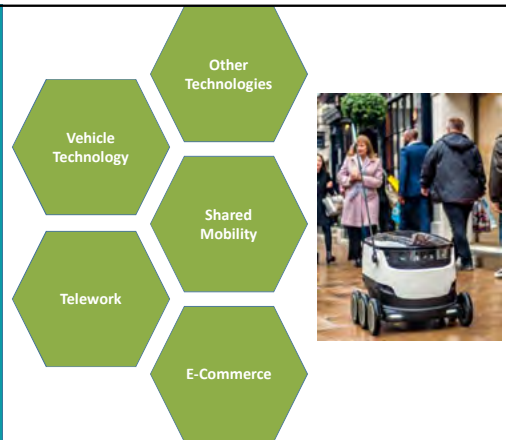 Other
Technologies
Vehicle
Technology
Shared
Mobility
Telework
E-Commerce